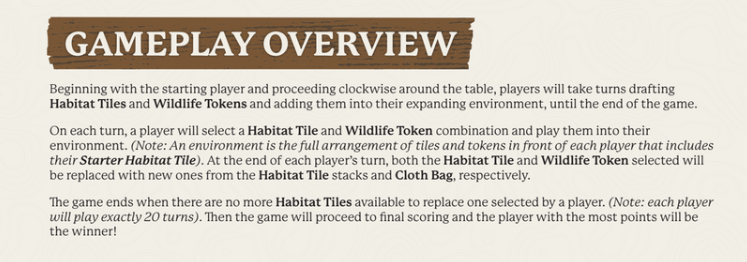 GAMEPLAY OVERVIEW
Beginning with the starting player and proceeding clockwise around the table, players will take turns drafting
Habitat Tiles and Wildlife Tokens and adding them into their expanding environment, until the end of the game.
On each turn, a player will select a Habitat Tile and Wildlife Token combination and play them into their
environment. (Note: An environment is the full arrangement of tiles and tokens in front of each player that includes
their Starter Habitat Tile). At the end of each player's turn, both the Habitat Tile and Wildlife Token selected will
be replaced with new ones from the Habitat Tile stacks and Cloth Bag, respectively.
The game ends when there are no more Habitat Tiles available to replace one selected by a player. (Note: each player
will play exactly 20 turns). Then the game will proceed to final scoring and the player with the most points will be
the winner!